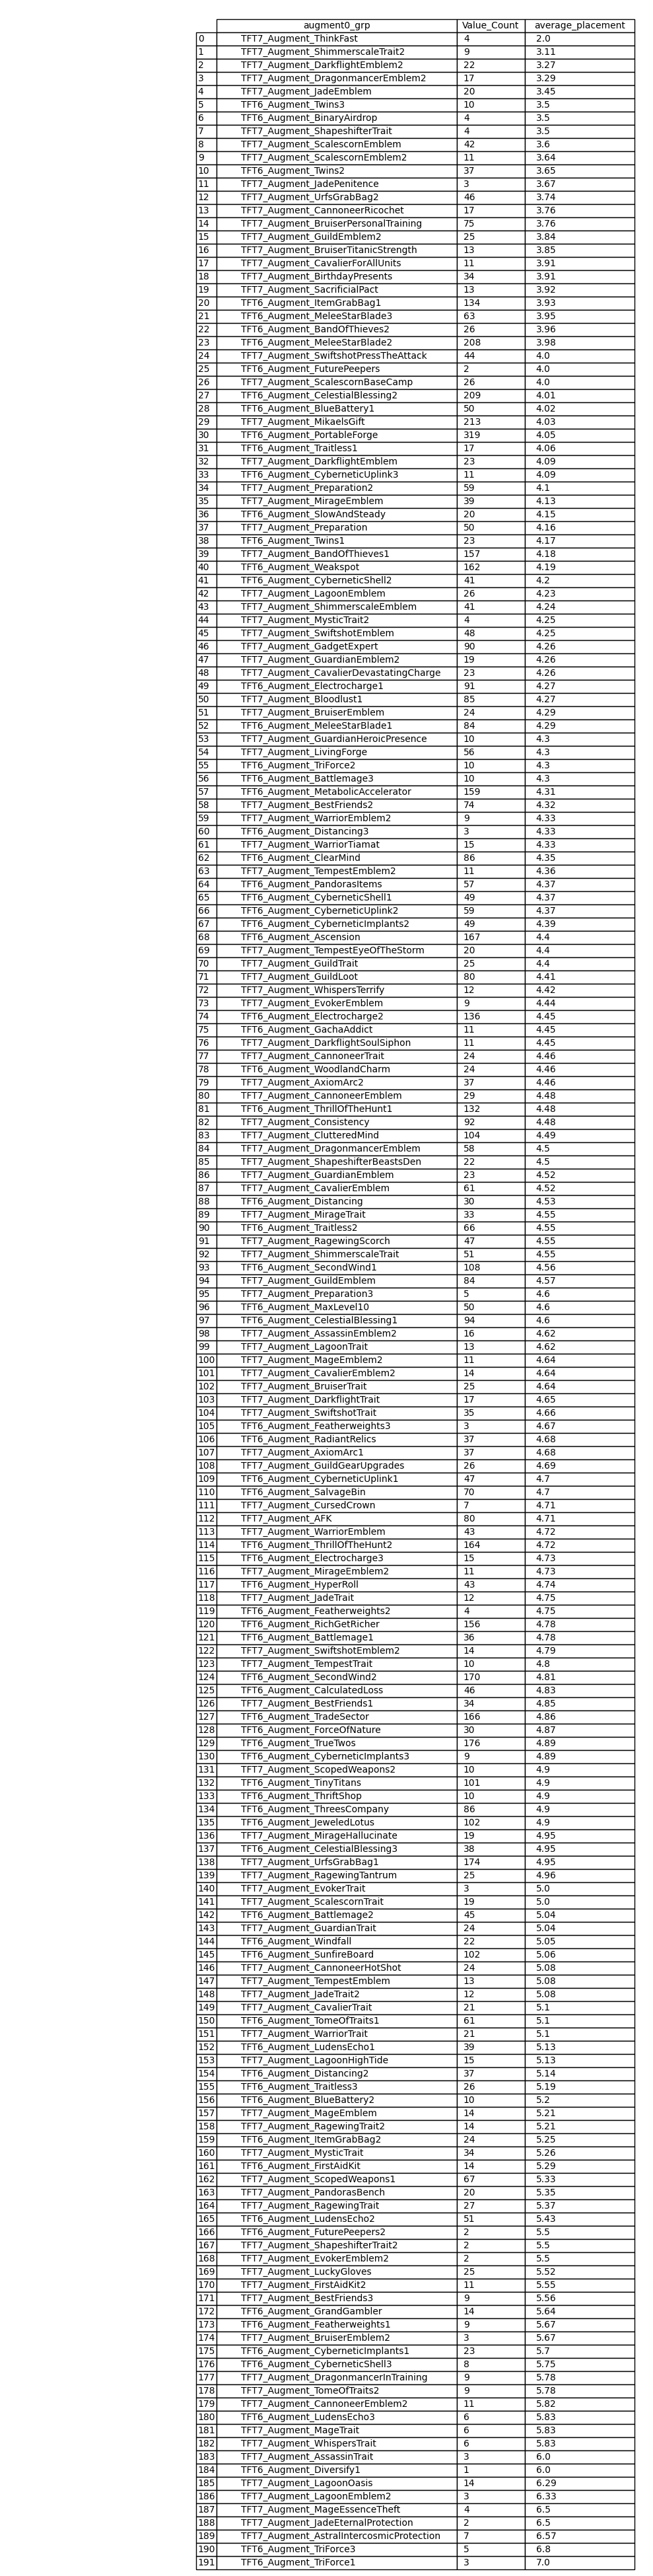 augment0_grp Value_Count average_placement
0 TFT7_Augment_ThinkFast 4 2.0
1 TFT7_Augment_ShimmerscaleTrait2 9 3.11
2 TFT7_Augment_DarkflightEmblem2 22 3.27
3 TFT7_Augment_DragonmancerEmblem2 17 3.29
4 TFT7_Augment_JadeEmblem 20 3.45
5 TFT6_Augment_Twins3 10 3.5
6 TFT6_Augment_BinaryAirdrop 4 3.5
7 TFT7_Augment_ShapeshifterTrait 4 3.5
8 TFT7_Augment_ScalescornEmblem 42 3.6
9 TFT7_Augment_ScalescornEmblem2 11 3.64
10 TFT6_Augment_Twins2 37 3.65
11 TFT7_Augment_JadePenitence 3 3.67
12 TFT7_Augment_UrfsGrabBag2 46 3.74
13 TFT7_Augment_CannoneerRicochet 17 3.76
14 TFT7_Augment_BruiserPersonalTraining 75 3.76
15 TFT7_Augment_GuildEmblem2 25 3.84
16 TFT7_Augment_BruiserTitanicStrength 13 3.85
17 TFT7_Augment_CavalierForAllUnits 11 3.91
18 TFT7_Augment_BirthdayPresents 34 3.91
19 TFT7_Augment_SacrificialPact 13 3.92
20 TFT6_Augment_ItemGrabBag1 134 3.93
21 TFT6_Augment_MeleeStarBlade3 63 3.95
22 TFT6_Augment_BandOfThieves2 26 3.96
23 TFT6_Augment_MeleeStarBlade2 208 3.98
24 TFT7_Augment_SwiftshotPressTheAttack 44 4.0
25 TFT6_Augment_FuturePeepers 2 4.0
26 TFT7_Augment_ScalescornBaseCamp 26 4.0
27 TFT6_Augment_CelestialBlessing2 209 4.01
28 TFT6_Augment_BlueBattery1 50 4.02
29 TFT7_Augment_MikaelsGift 213 4.03
30 TFT6_Augment_PortableForge 319 4.05
31 TFT6_Augment_Traitless1 17 4.06
32 TFT7_Augment_DarkflightEmblem 23 4.09
33 TFT6_Augment_CyberneticUplink3 11 4.09
34 TFT7_Augment_Preparation2 59 4.1
35 TFT7_Augment_MirageEmblem 39 4.13
36 TFT6_Augment_SlowAndSteady 20 4.15
37 TFT7_Augment_Preparation 50 4.16
38 TFT6_Augment_Twins1 23 4.17
39 TFT7_Augment_BandOfThieves1 157 4.18
40 TFT6_Augment_Weakspot 162 4.19
41 TFT6_Augment_CyberneticShell2 41 4.2
42 TFT7_Augment_LagoonEmblem 26 4.23
43 TFT7_Augment_ShimmerscaleEmblem 41 4.24
44 TFT7_Augment_MysticTrait2 4 4.25
45 TFT7_Augment_SwiftshotEmblem 48 4.25
46 TFT7_Augment_GadgetExpert 90 4.26
47 TFT7_Augment_GuardianEmblem2 19 4.26
48 TFT7_Augment_CavalierDevastatingCharge 23 4.26
49 TFT6_Augment_Electrocharge1 91 4.27
50 TFT7_Augment_Bloodlust1 85 4.27
51 TFT7_Augment_BruiserEmblem 24 4.29
52 TFT6_Augment_MeleeStarBlade1 84 4.29
53 TFT7_Augment_GuardianHeroicPresence 10 4.3
54 TFT7_Augment_LivingForge 56 4.3
55 TFT6_Augment_TriForce2 10 4.3
56 TFT6_Augment_Battlemage3 10 4.3
57 TFT6_Augment_MetabolicAccelerator 159 4.31
58 TFT7_Augment_BestFriends2 74 4.32
59 TFT7_Augment_WarriorEmblem2 9 4.33
60 TFT6_Augment_Distancing3 3 4.33
61 TFT7_Augment_WarriorTiamat 15 4.33
62 TFT6_Augment_ClearMind 86 4.35
63 TFT7_Augment_TempestEmblem2 11 4.36
64 TFT6_Augment_PandorasItems 57 4.37
65 TFT6_Augment_CyberneticShell1 49 4.37
66 TFT6_Augment_CyberneticUplink2 59 4.37
67 TFT6_Augment_CyberneticImplants2 49 4.39
68 TFT6_Augment_Ascension 167 4.4
69 TFT7_Augment_TempestEyeOfTheStorm 20 4.4
70 TFT7_Augment_GuildTrait 25 4.4
71 TFT7_Augment_GuildLoot 80 4.41
72 TFT7_Augment_WhispersTerrify 12 4.42
73 TFT7_Augment_EvokerEmblem 9 4.44
74 TFT6_Augment_Electrocharge2 136 4.45
75 TFT7_Augment_GachaAddict 11 4.45
76 TFT7_Augment_DarkflightSoulSiphon 11 4.45
77 TFT7_Augment_CannoneerTrait 24 4.46
78 TFT6_Augment_WoodlandCharm 24 4.46
79 TFT7_Augment_AxiomArc2 37 4.46
80 TFT7_Augment_CannoneerEmblem 29 4.48
81 TFT6_Augment_ThrillOfTheHunt1 132 4.48
82 TFT7_Augment_Consistency 92 4.48
83 TFT7_Augment_ClutteredMind 104 4.49
84 TFT7_Augment_DragonmancerEmblem 58 4.5
85 TFT7_Augment_ShapeshifterBeastsDen 22 4.5
86 TFT7_Augment_GuardianEmblem 23 4.52
87 TFT7_Augment_CavalierEmblem 61 4.52
88 TFT6_Augment_Distancing 30 4.53
89 TFT7_Augment_MirageTrait 33 4.55
90 TFT6_Augment_Traitless2 66 4.55
91 TFT7_Augment_RagewingScorch 47 4.55
92 TFT7_Augment_ShimmerscaleTrait 51 4.55
93 TFT6_Augment_SecondWind1 108 4.56
94 TFT7_Augment_GuildEmblem 84 4.57
95 TFT7_Augment_Preparation3 5 4.6
96 TFT6_Augment_MaxLevel10 50 4.6
97 TFT6_Augment_CelestialBlessing1 94 4.6
98 TFT7_Augment_AssassinEmblem2 16 4.62
99 TFT7_Augment_LagoonTrait 13 4.62
100 TFT7_Augment_MageEmblem2 11 4.64
101 TFT7_Augment_CavalierEmblem2 14 4.64
102 TFT7_Augment_BruiserTrait 25 4.64
103 TFT7_Augment_DarkflightTrait 17 4.65
104 TFT7_Augment_SwiftshotTrait 35 4.66
105 TFT6_Augment_Featherweights3 3 4.67
106 TFT6_Augment_RadiantRelics 37 4.68
107 TFT7_Augment_AxiomArc1 37 4.68
108 TFT7_Augment_GuildGearUpgrades 26 4.69
109 TFT6_Augment_CyberneticUplink1 47 4.7
110 TFT6_Augment_SalvageBin 70 4.7
111 TFT7_Augment_CursedCrown 7 4.71
112 TFT7_Augment_AFK 80 4.71
113 TFT7_Augment_WarriorEmblem 43 4.72
114 TFT6_Augment_ThrillOfTheHunt2 164 4.72
115 TFT6_Augment_Electrocharge3 15 4.73
116 TFT7_Augment_MirageEmblem2 11 4.73
117 TFT6_Augment_HyperRoll 43 4.74
118 TFT7_Augment_JadeTrait 12 4.75
119 TFT6_Augment_Featherweights2 4 4.75
120 TFT6_Augment_RichGetRicher 156 4.78
121 TFT6_Augment_Battlemage1 36 4.78
122 TFT7_Augment_SwiftshotEmblem2 14 4.79
123 TFT7_Augment_TempestTrait 10 4.8
124 TFT6_Augment_SecondWind2 170 4.81
125 TFT6_Augment_CalculatedLoss 46 4.83
126 TFT7_Augment_BestFriends1 34 4.85
127 TFT6_Augment_TradeSector 166 4.86
128 TFT6_Augment_ForceOfNature 30 4.87
129 TFT6_Augment_TrueTwos 176 4.89
130 TFT6_Augment_CyberneticImplants3 9 4.89
131 TFT7_Augment_ScopedWeapons2 10 4.9
132 TFT6_Augment_TinyTitans 101 4.9
133 TFT6_Augment_ThriftShop 10 4.9
134 TFT6_Augment_ThreesCompany 86 4.9
135 TFT6_Augment_JeweledLotus 102 4.9
136 TFT7_Augment_MirageHallucinate 19 4.95
137 TFT6_Augment_CelestialBlessing3 38 4.95
138 TFT7_Augment_UrfsGrabBag1 174 4.95
139 TFT7_Augment_RagewingTantrum 25 4.96
140 TFT7_Augment_EvokerTrait 3 5.0
141 TFT7_Augment_ScalescornTrait 19 5.0
142 TFT6_Augment_Battlemage2 45 5.04
143 TFT7_Augment_GuardianTrait 24 5.04
144 TFT6_Augment_Windfall 22 5.05
145 TFT6_Augment_SunfireBoard 102 5.06
146 TFT7_Augment_CannoneerHotShot 24 5.08
147 TFT7_Augment_TempestEmblem 13 5.08
148 TFT7_Augment_JadeTrait2 12 5.08
149 TFT7_Augment_CavalierTrait 21 5.1
150 TFT6_Augment_TomeOfTraits1 61 5.1
151 TFT7_Augment_WarriorTrait 21 5.1
152 TFT6_Augment_LudensEcho1 39 5.13
153 TFT7_Augment_LagoonHighTide 15 5.13
154 TFT6_Augment_Distancing2 37 5.14
155 TFT6_Augment_Traitless3 26 5.19
156 TFT6_Augment_BlueBattery2 10 5.2
157 TFT7_Augment_MageEmblem 14 5.21
158 TFT7_Augment_RagewingTrait2 14 5.21
159 TFT6_Augment_ItemGrabBag2 24 5.25
160 TFT7_Augment_MysticTrait 34 5.26
161 TFT6_Augment_FirstAidKit 14 5.29
162 TFT7_Augment_ScopedWeapons1 67 5.33
163 TFT7_Augment_PandorasBench 20 5.35
164 TFT7_Augment_RagewingTrait 27 5.37
165 TFT6_Augment_LudensEcho2 51 5.43
166 TFT6_Augment_FuturePeepers2 2 5.5
167 TFT7_Augment_ShapeshifterTrait2 2 5.5
168 TFT7_Augment_EvokerEmblem2 2 5.5
169 TFT7_Augment_LuckyGloves 25 5.52
170 TFT7_Augment_FirstAidKit2 11 5.55
171 TFT7_Augment_BestFriends3 9 5.56
172 TFT6_Augment_GrandGambler 14 5.64
173 TFT6_Augment_Featherweights1 9 5.67
174 TFT7_Augment_BruiserEmblem2 3 5.67
175 TFT6_Augment_CyberneticImplants1 23 5.7
176 TFT6_Augment_CyberneticShell3 8 5.75
177 TFT7_Augment_DragonmancerInTraining 9 5.78
178 TFT7_Augment_TomeOfTraits2 9 5.78
179 TFT7_Augment_CannoneerEmblem2 11 5.82
180 TFT6_Augment_LudensEcho3 6 5.83
181 TFT7_Augment_MageTrait 6 5.83
182 TFT7_Augment_WhispersTrait 6 5.83
183 TFT7_Augment_AssassinTrait 3 6.0
184 TFT6_Augment_Diversify1 1 6.0
185 TFT7_Augment_LagoonOasis 14 6.29
186 TFT7_Augment_LagoonEmblem2 3 6.33
187 TFT7_Augment_MageEssenceTheft 4 6.5
188 TFT7_Augment_JadeEternalProtection 2 6.5
189 TFT7_Augment_AstralIntercosmicProtection 7 6.57
190 TFT6_Augment_TriForce3 5 6.8
191 TFT6_Augment_TriForce1 3 7.0